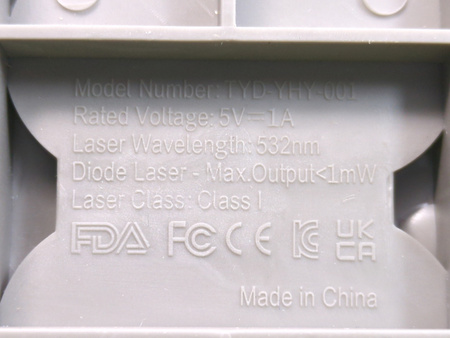 Model Number: TYD-YHY-001
Rated Voltage: 5V⎓1A
Laser Wavelength: 532nm
Diode Laser - Max.Output<1mW
Laser Class: Class I
FDA FC CE KC UK CA
Made in China